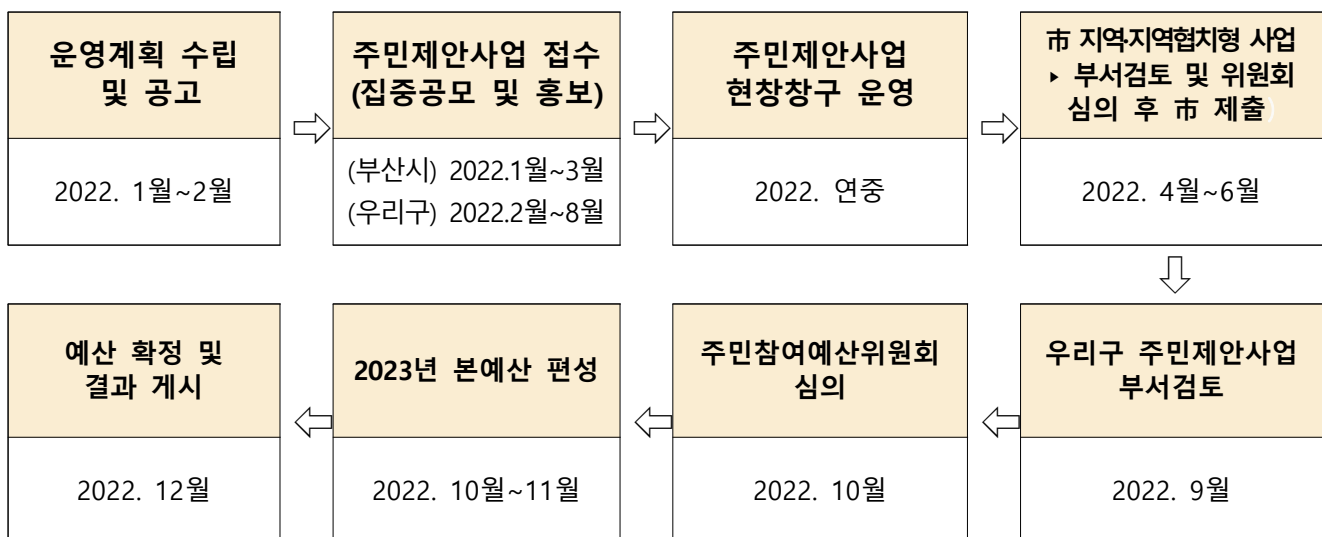 운영계획 수립
및 공고
2022. 1월~2월
주민제안사업 접수
(집중공모 및 홍보)
(부산시) 2022.1월~3월
(우리구) 2022.2월~8월
주민제안사업
현창창구 운영
2022. 연중
市 지역·지역협치형 사업
▸ 부서검토 및 위원회
심의 후 市 제출)
2022. 4월~6월
우리구 주민제안사업
부서검토
2022. 9월
주민참여예산위원회
심의
2022. 10월
2023년 본예산 편성
2022. 10월~11월
예산 확정 및
결과 게시
2022. 12월